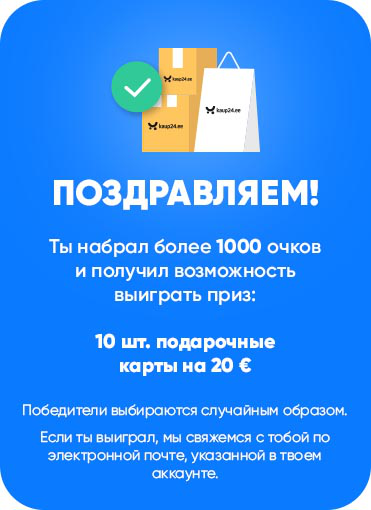 kaup24.ee
kaup24.ee
kaup24.ee
ПОЗДРАВЛЯЕМ!
Ты набрал более 1000 очков
и получил возможность
выиграть приз:
10 шт. подарочные
карты на 20 €
Победители выбираются случайным образом.
Если ты выиграл, мы свяжемся с тобой по
электронной почте, указанной в твоем
аккаунте.